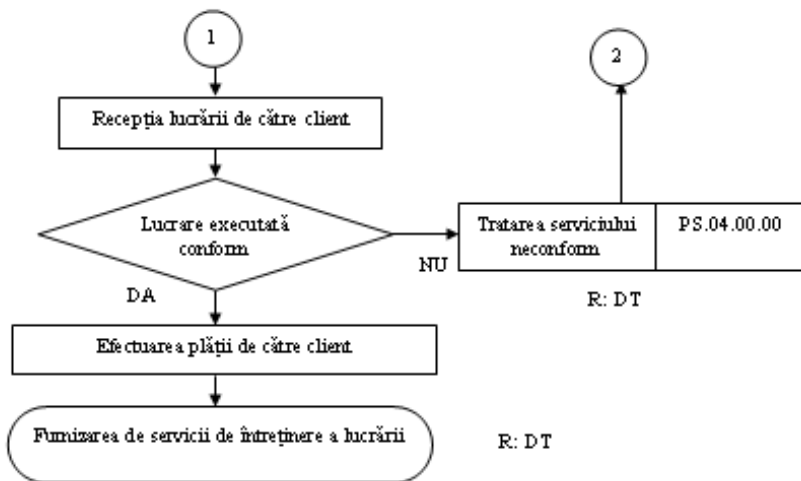 1
2
Recepția lucrării de către client
Lucrare executată
conform
Tratarea serviciului
neconform
PS.04.00.00
NU
DA
R: DT
Efectuarea plății de către client
Furnizarea de servicii de întreținere a lucrării
R: DT